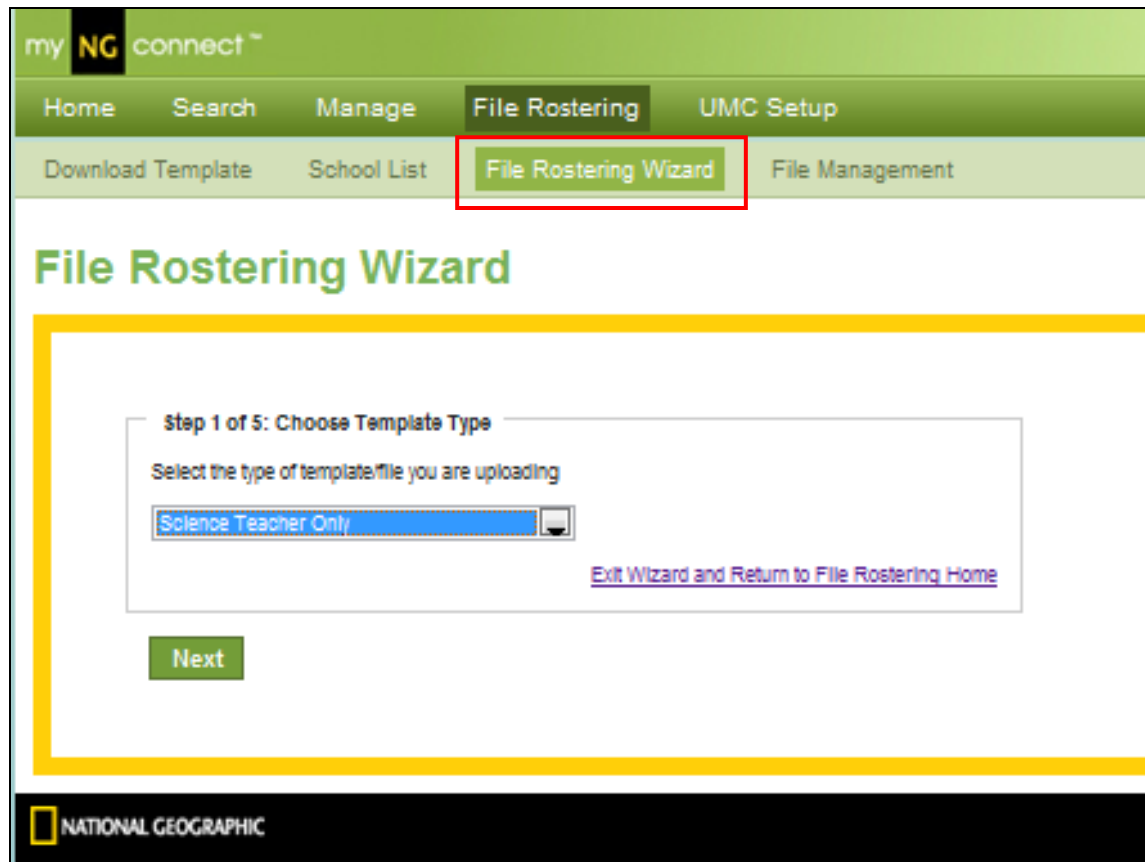 my NG connect™
Home Search Manage File Rostering UMC Setup
Download Template School List File Rostering Wizard File Management
File Rostering Wizard
Step 1 of 5: Choose Template Type
Select the type of template/file you are uploading
Science Teacher Only
Exit Wizard and Return to File Rostering Home
Next
NATIONAL GEOGRAPHIC